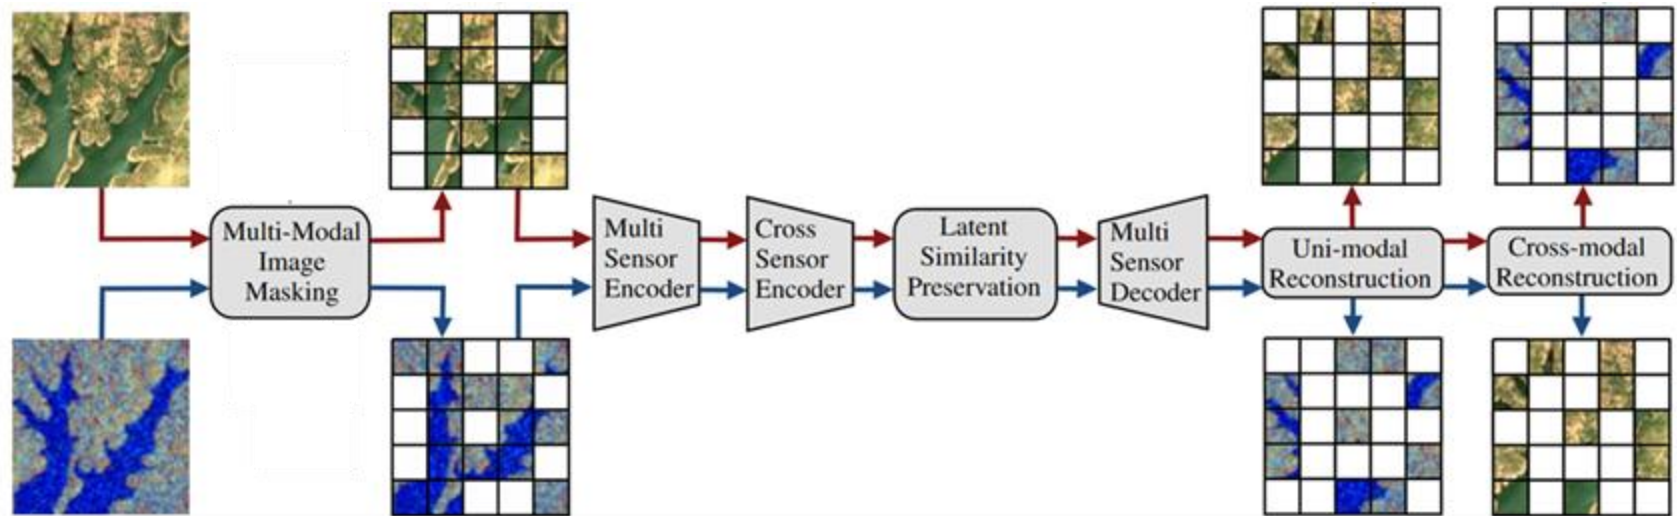 Multi-Modal
Image
Masking
Multi
Sensor
Encoder
Cross
Sensor
Encoder
Latent
Similarity
Preservation
Multi
Sensor
Decoder
Uni-modal
Reconstruction
Cross-modal
Reconstruction